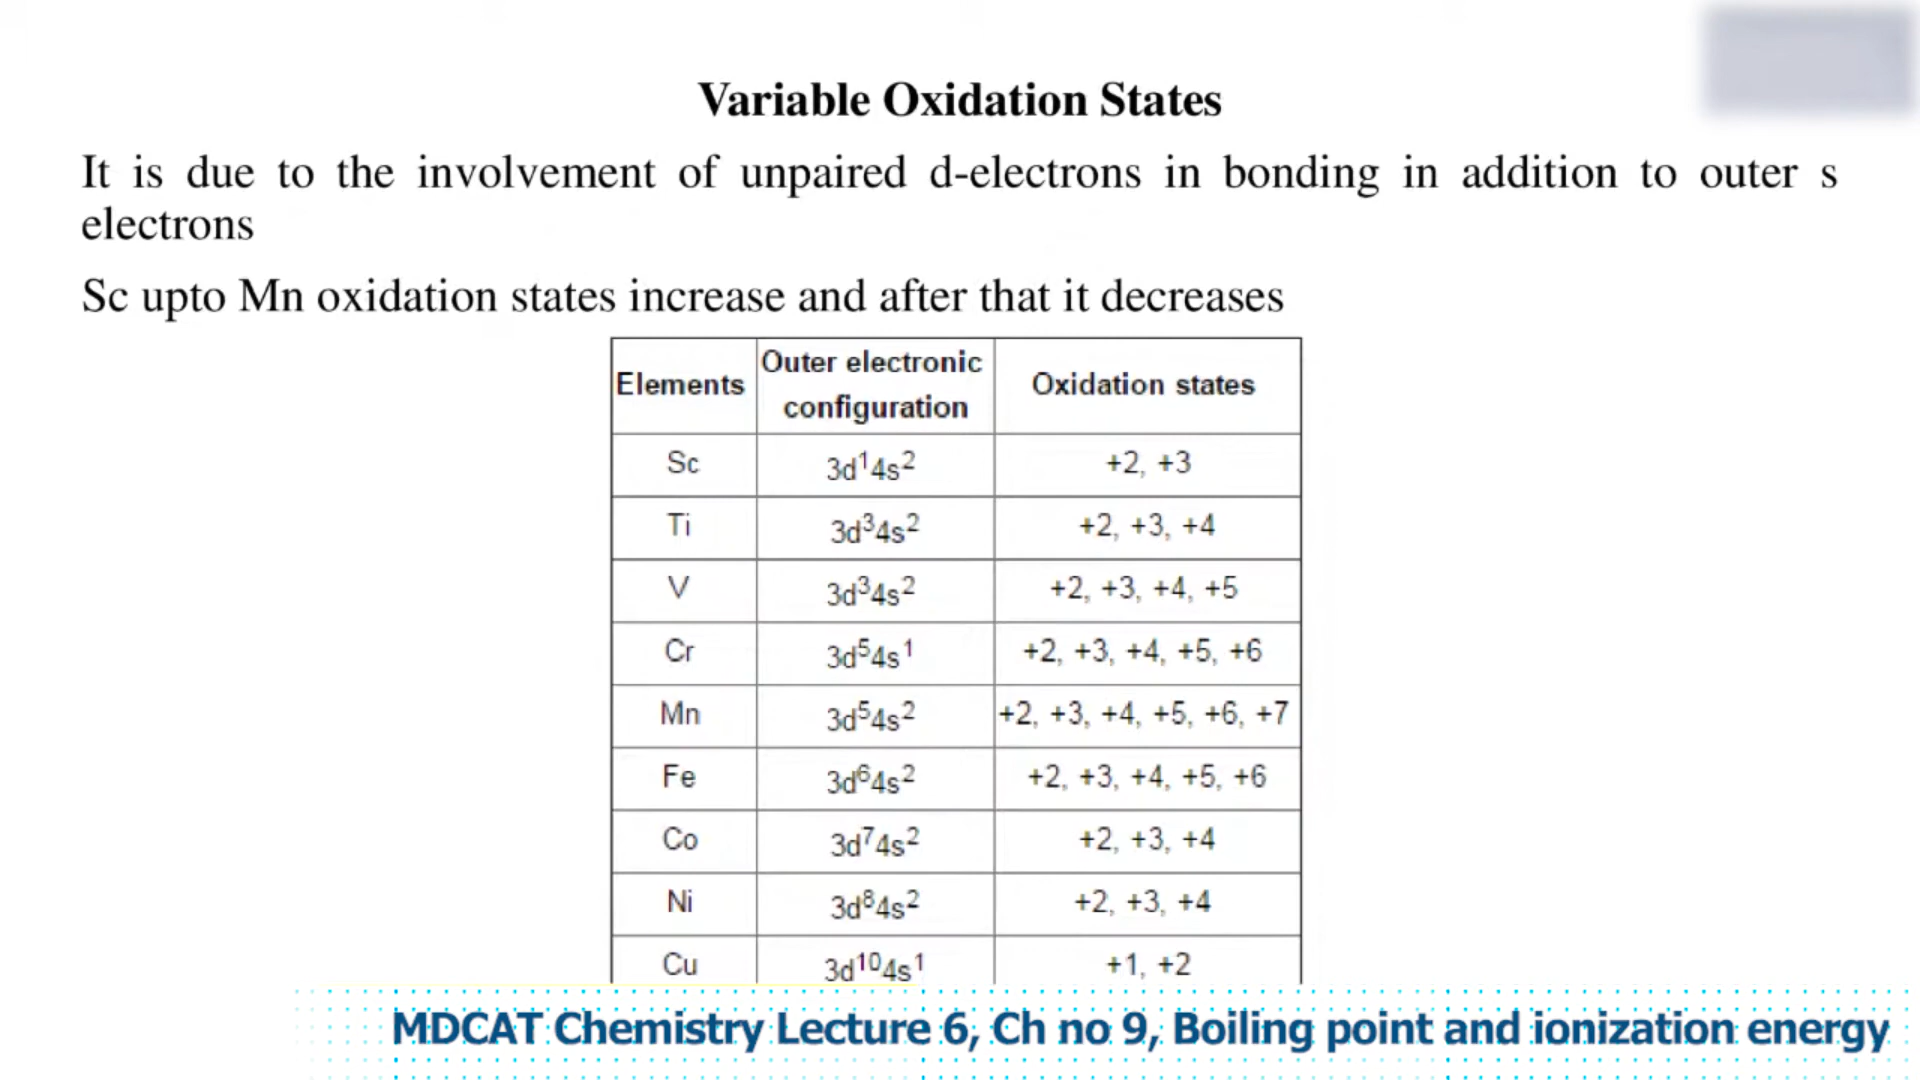 Variable Oxidation States
It is due to the involvement of unpaired d-electrons in bonding in addition to outer s
electrons
Sc upto Mn oxidation states increase and after that it decreases
Elements Outer electronic configuration Oxidation states
Sc 3d¹4s² +2, +3
Ti 3d³4s² +2, +3, +4
V 3d³4s² +2, +3, +4, +5
Cr 3d⁵4s¹ +2, +3, +4, +5, +6
Mn 3d⁵4s² +2, +3, +4, +5, +6, +7
Fe 3d⁶4s² +2, +3, +4, +5, +6
Co 3d⁷4s² +2, +3, +4
Ni 3d⁸4s² +2, +3, +4
Cu 3d¹⁰4s¹ +1, +2
MDCAT Chemistry Lecture 6, Ch no 9, Boiling point and ionization energy